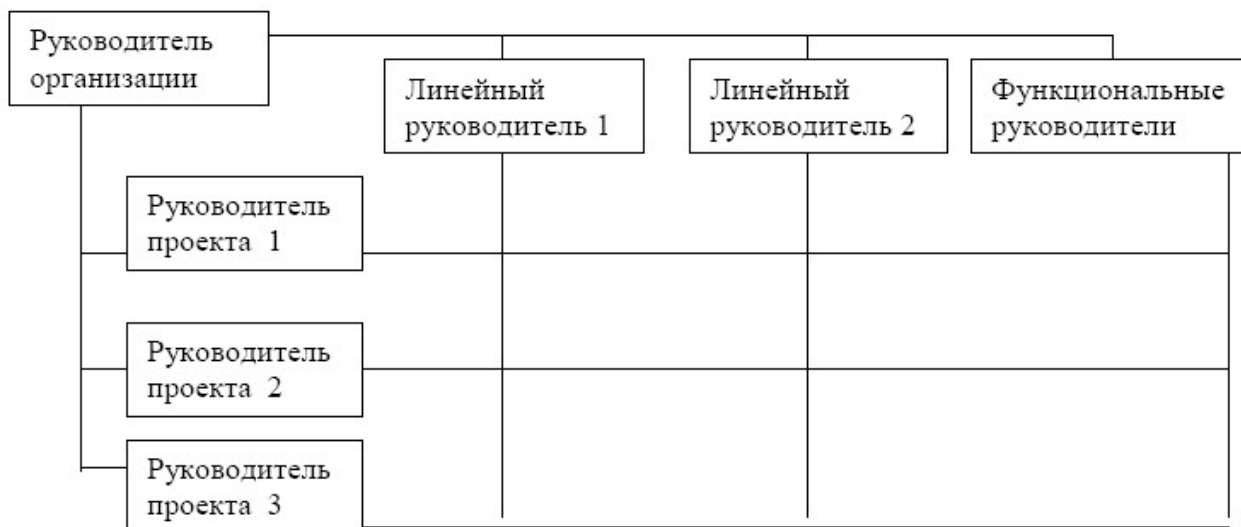 Руководитель
организации
Линейный
руководитель 1
Линейный
руководитель 2
Функциональные
руководители
Руководитель
проекта 1
Руководитель
проекта 2
Руководитель
проекта 3